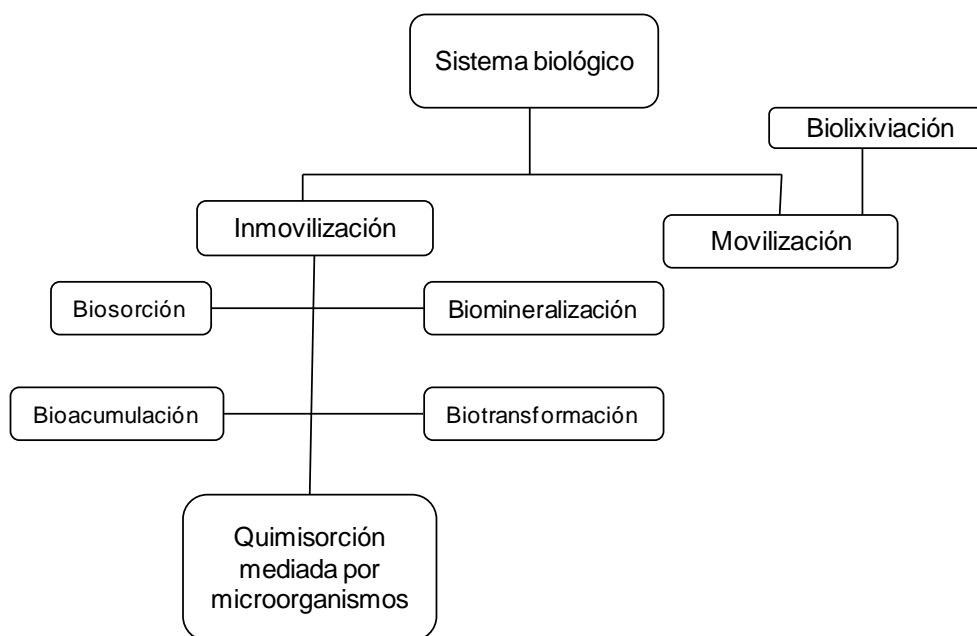 Sistema biológico
Biolixiviación
Inmovilización
Movilización
Biosorción
Biomineralización
Bioacumulación
Biotransformación
Quimisorción
mediada por
microorganismos